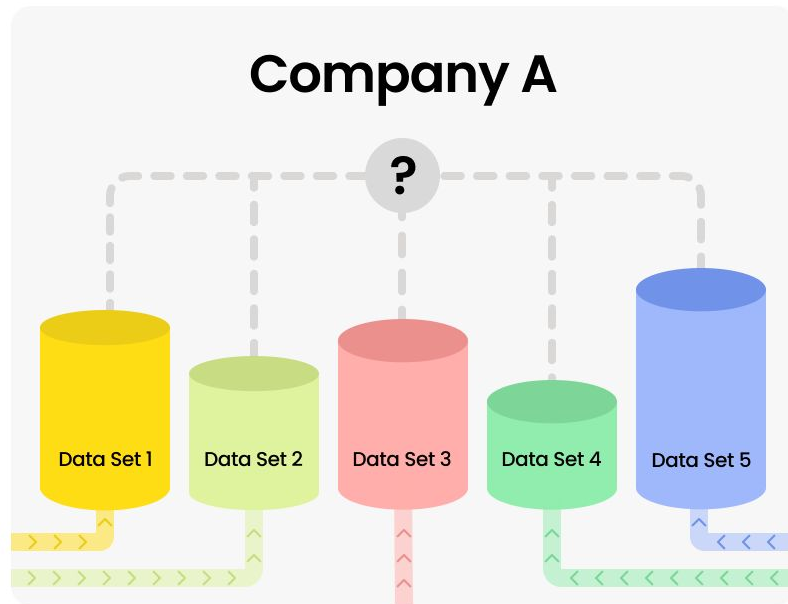 Company A
?
Data Set 1
Data Set 2
Data Set 3
Data Set 4
Data Set 5